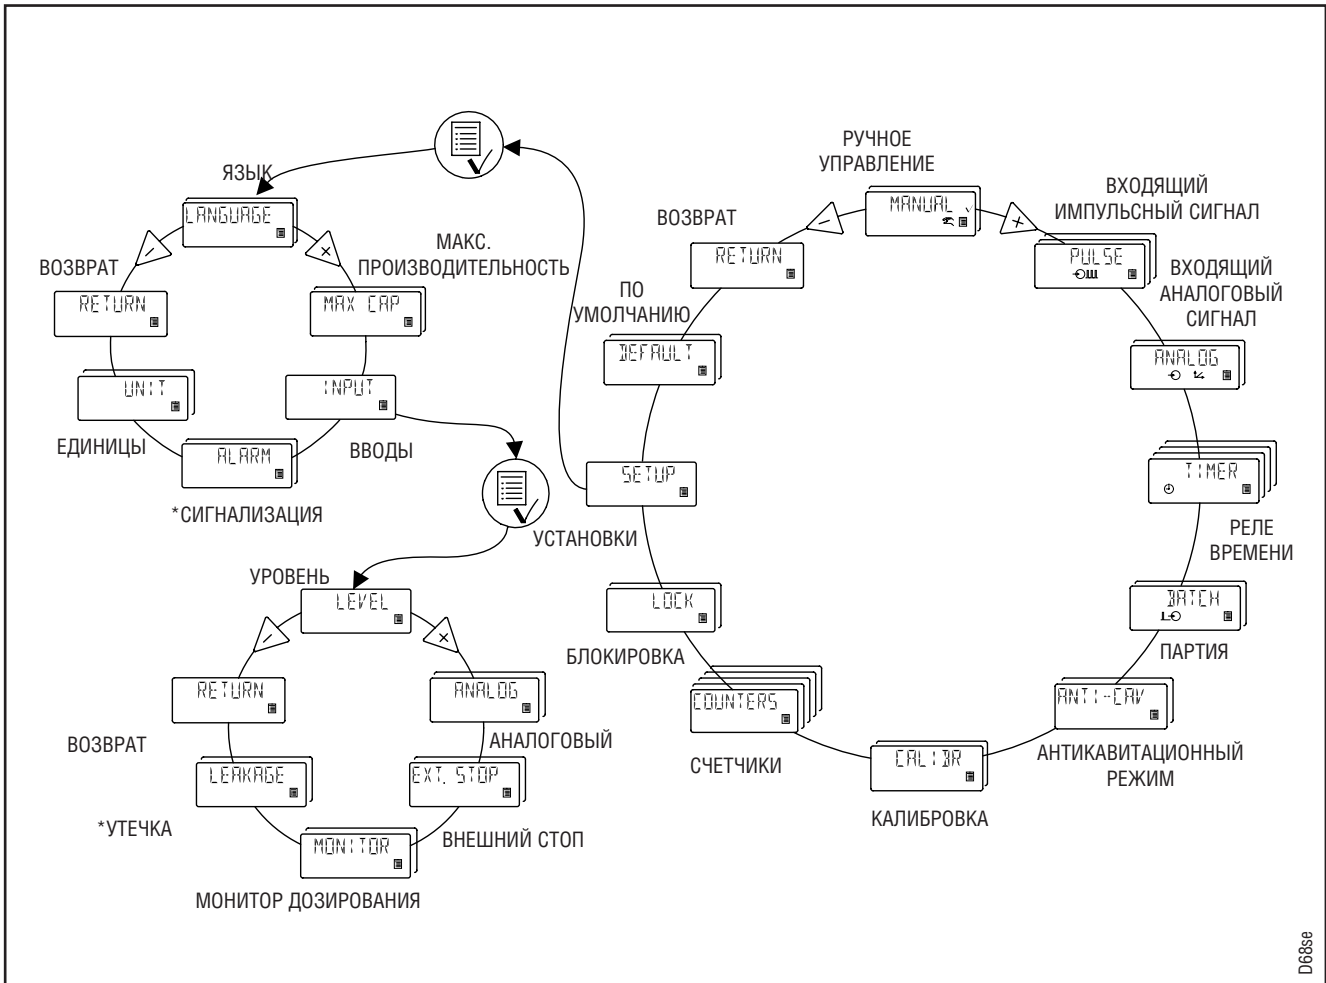 ЯЗЫК
LANGUAGE
МАКС.
ПРОИЗВОДИТЕЛЬНОСТЬ
MAX CAP
INPUT
ВВОДЫ
ALARM
*СИГНАЛИЗАЦИЯ
UNIT
ЕДИНИЦЫ
ВОЗВРАТ
RETURN
РУЧНОЕ
УПРАВЛЕНИЕ
MANUAL
ВХОДЯЩИЙ
ИМПУЛЬСНЫЙ СИГНАЛ
PULSE
ВХОДЯЩИЙ
АНАЛОГОВЫЙ
СИГНАЛ
ANALOG
TIMER
РЕЛЕ
ВРЕМЕНИ
BATCH
ПАРТИЯ
ANTI-CAV
АНТИКАВИТАЦИОННЫЙ
РЕЖИМ
CALIBR
КАЛИБРОВКА
COUNTERS
СЧЕТЧИКИ
LOCK
БЛОКИРОВКА
SETUP
УСТАНОВКИ
ПО
УМОЛЧАНИЮ
DEFAULT
ВОЗВРАТ
RETURN
УРОВЕНЬ
LEVEL
ANALOG
АНАЛОГОВЫЙ
EXT. STOP
ВНЕШНИЙ СТОП
MONITOR
МОНИТОР ДОЗИРОВАНИЯ
LEAKAGE
*УТЕЧКА
RETURN
ВОЗВРАТ
D68se